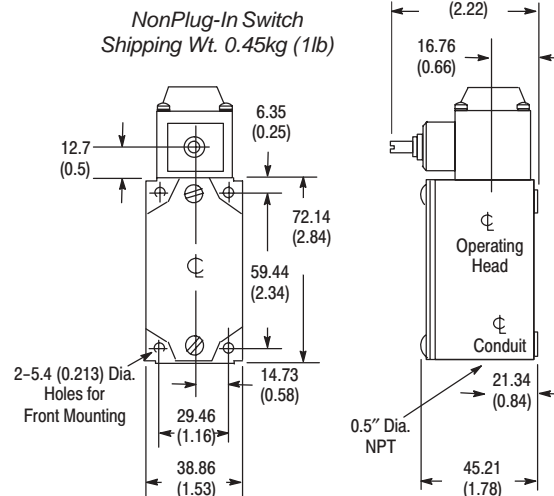 NonPlug-In Switch
Shipping Wt. 0.45kg (1lb)
(2.22)
16.76
(0.66)
6.35
(0.25)
12.7
(0.5)
72.14
(2.84)
59.44
(2.34)
℄
℄
Operating
Head
℄
Conduit
2–5.4 (0.213) Dia.
Holes for
Front Mounting
14.73
(0.58)
29.46
(1.16)
38.86
(1.53)
0.5″ Dia.
NPT
21.34
(0.84)
45.21
(1.78)